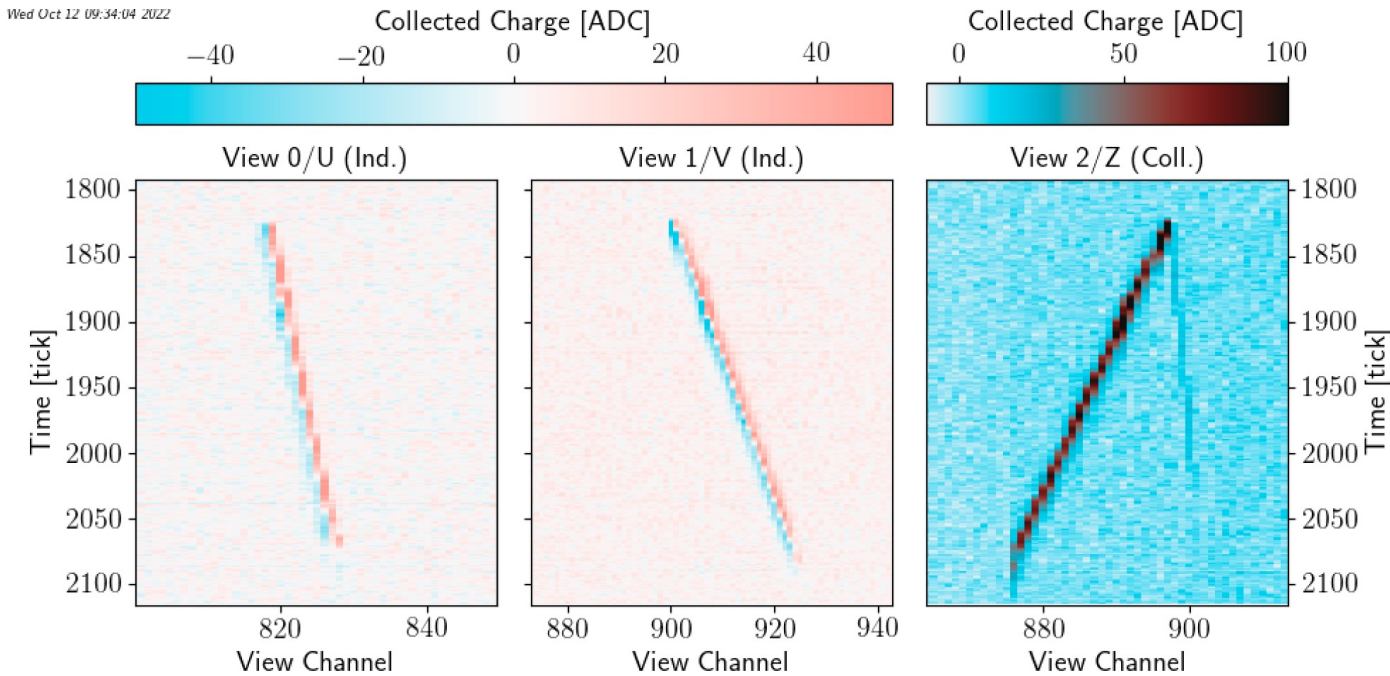 Wed Oct 12 09:34:04 2022
Collected Charge [ADC] Collected Charge [ADC]
−40 −20 0 20 40 0 50 100
View 0/U (Ind.) View 1/V (Ind.) View 2/Z (Coll.)
1800 1800
1850 1850
1900 1900
1950 1950
2000 2000
2050 2050
2100 2100
Time [tick] Time [tick]
820 840 880 900 920 940 880 900
View Channel View Channel View Channel